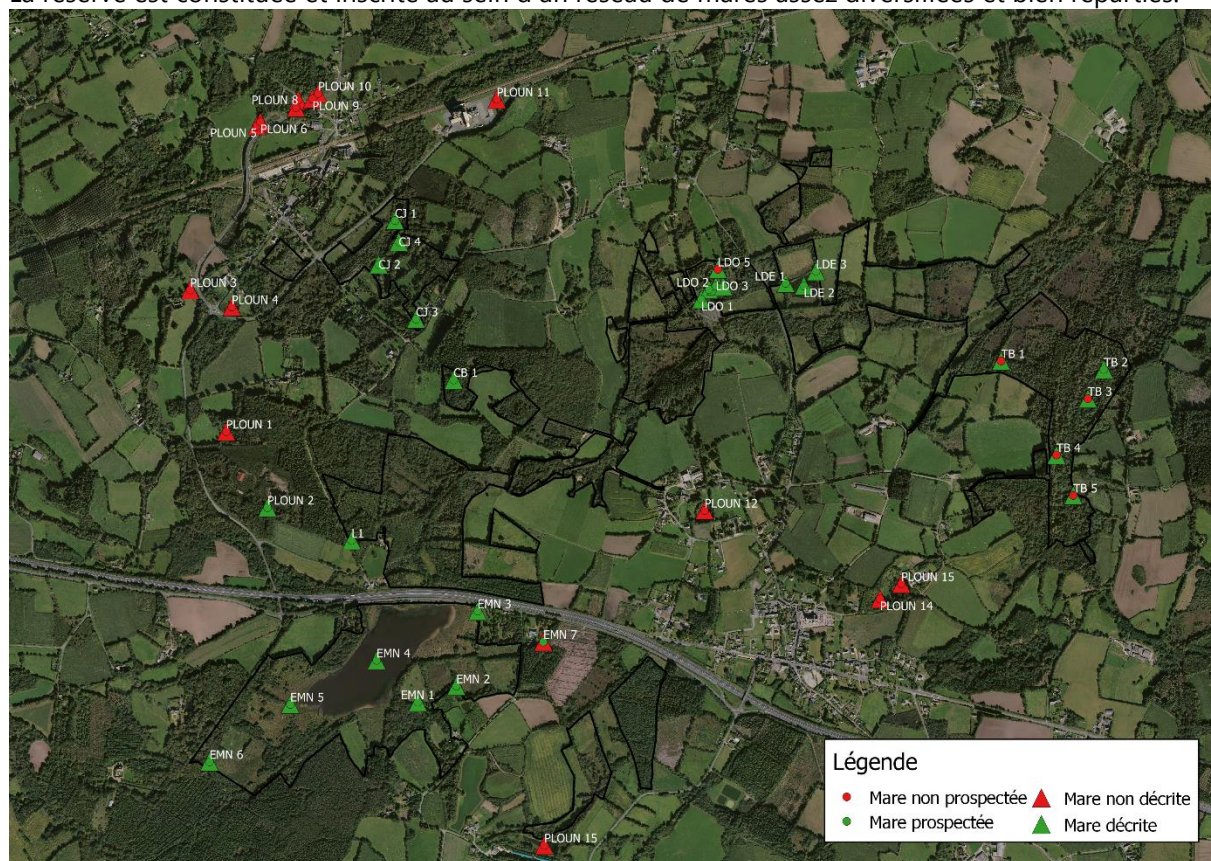 La réserve est constituée et inscrite au sein d'un réseau de mares assez diversifiées et bien réparties.
PLOUN 10
PLOUN 8
PLOUN 9
PLOUN 11
PLOUN 5
PLOUN 6
CJ 1
CJ 4
CJ 2
LDO 5
LDE 3
LDE 1
LDO 2
LDO 3
LDE 2
PLOUN 3
LDO 1
PLOUN 4
CJ 3
TB 1
TB 2
CB 1
TB 3
PLOUN 1
TB 4
TB 5
PLOUN 2
PLOUN 12
L1
PLOUN 15
PLOUN 14
EMN 3
EMN 7
EMN 4
EMN 2
EMN 5
EMN 1
EMN 6
PLOUN 15
Légende
Mare non prospectée
Mare non décrite
Mare prospectée
Mare décrite